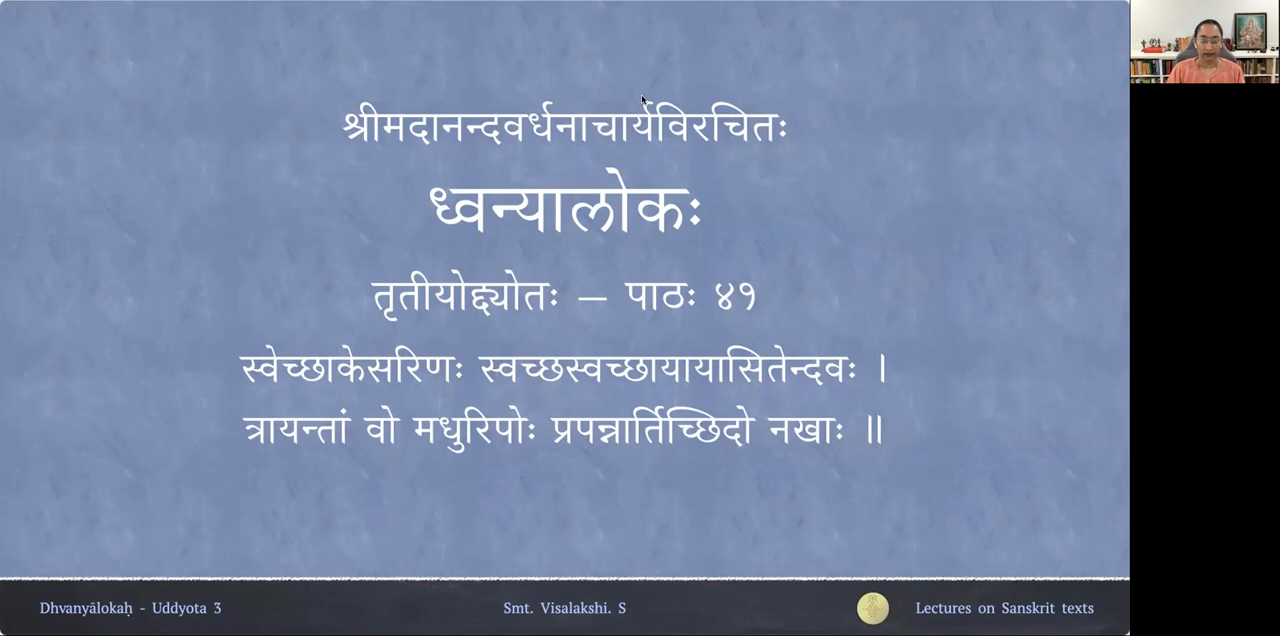 श्रीमदानन्दवर्धनाचार्यविरचितः
ध्वन्यालोकः
तृतीयोद्द्योतः — पाठः ४१
स्वेच्छाकेसरिणः स्वच्छस्वच्छायायासितेन्दवः ।
त्रायन्तां वो मधुरिपोः प्रपन्नार्तिच्छिदो नखाः ॥
Dhvanyālokaḥ - Uddyota 3
Smt. Visalakshi. S
Lectures on Sanskrit texts